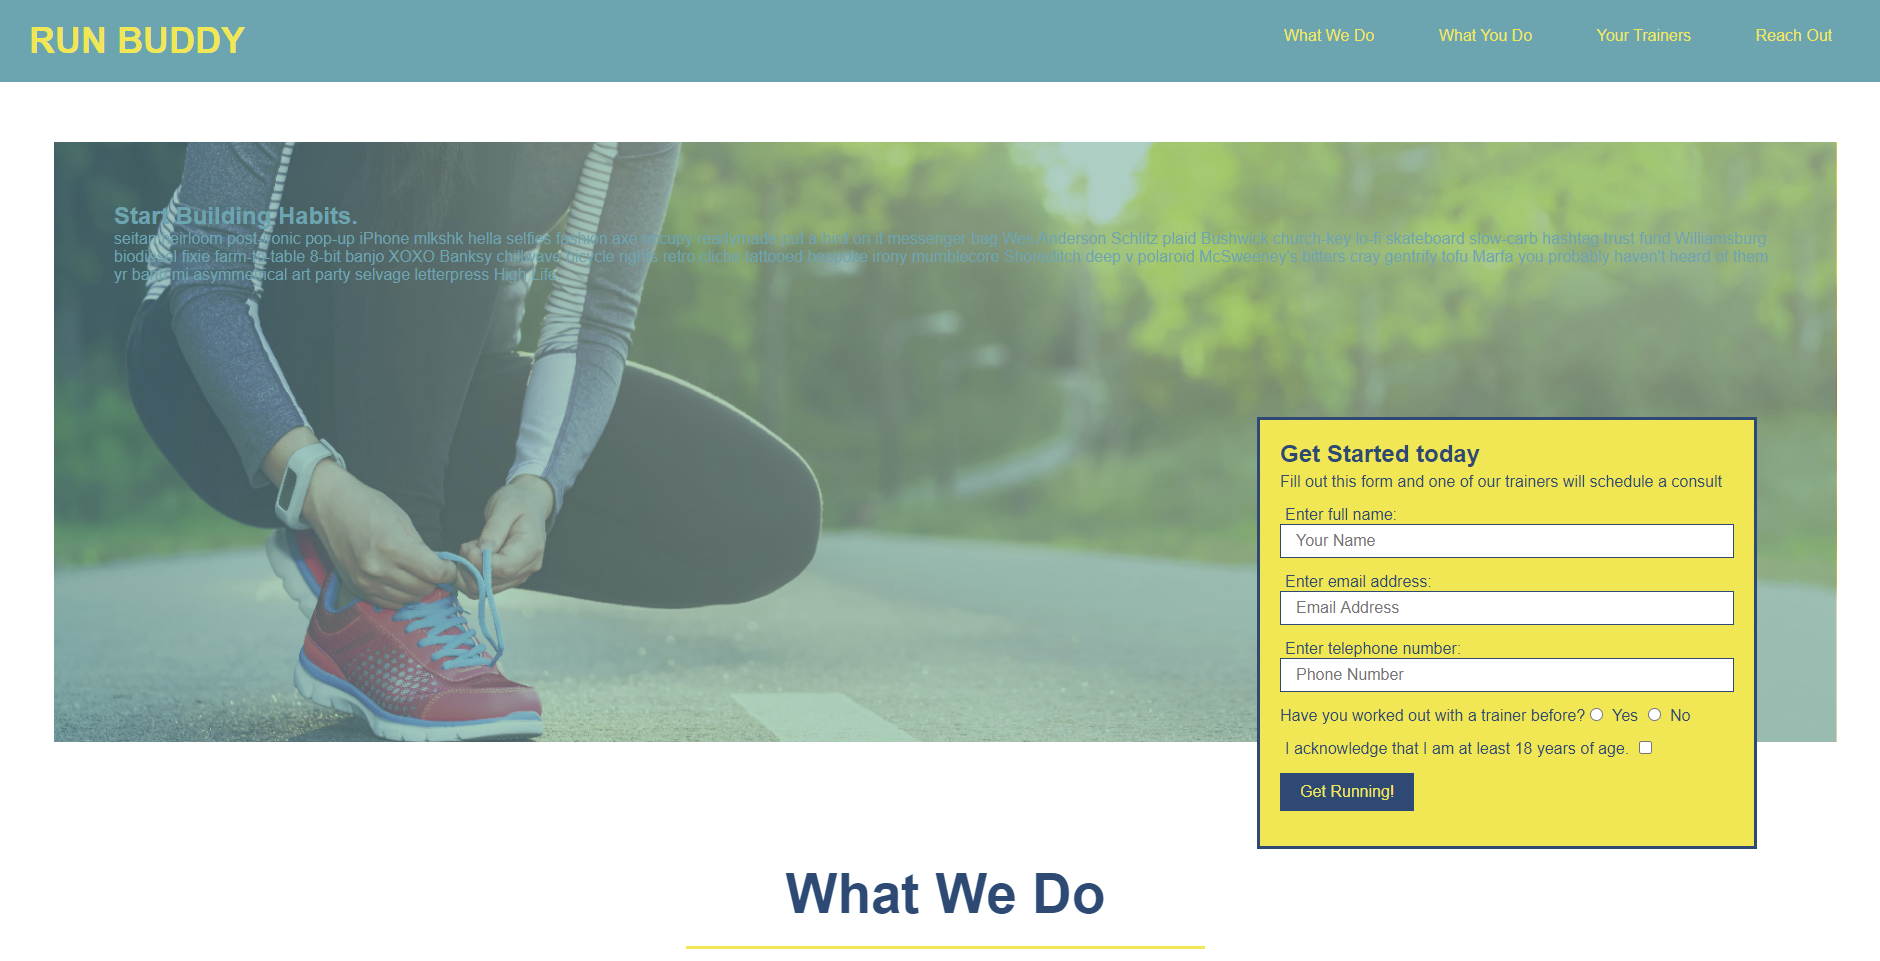 RUN BUDDY
What We Do What You Do Your Trainers Reach Out
Start Building Habits.
seitan heirloom post-ironic pop-up iPhone mlkshk hella selfies fashion axe occupy readymade put a bird on it messenger bag Wes Anderson Schlitz plaid Bushwick church-key lo-fi skateboard slow-carb hashtag trust fund Williamsburg
biodiesel fixie farm-to-table 8-bit banjo XOXO Banksy chillwave bicycle rights retro cliche tattooed bespoke irony mumblecore Shoreditch deep v polaroid McSweeney's bitters cray gentrify tofu Marfa you probably haven't heard of them
yr banh mi asymmetrical art party selvage letterpress High Life.
Get Started today
Fill out this form and one of our trainers will schedule a consult
Enter full name:
Your Name
Enter email address:
Email Address
Enter telephone number:
Phone Number
Have you worked out with a trainer before? Yes No
I acknowledge that I am at least 18 years of age.
Get Running!
What We Do